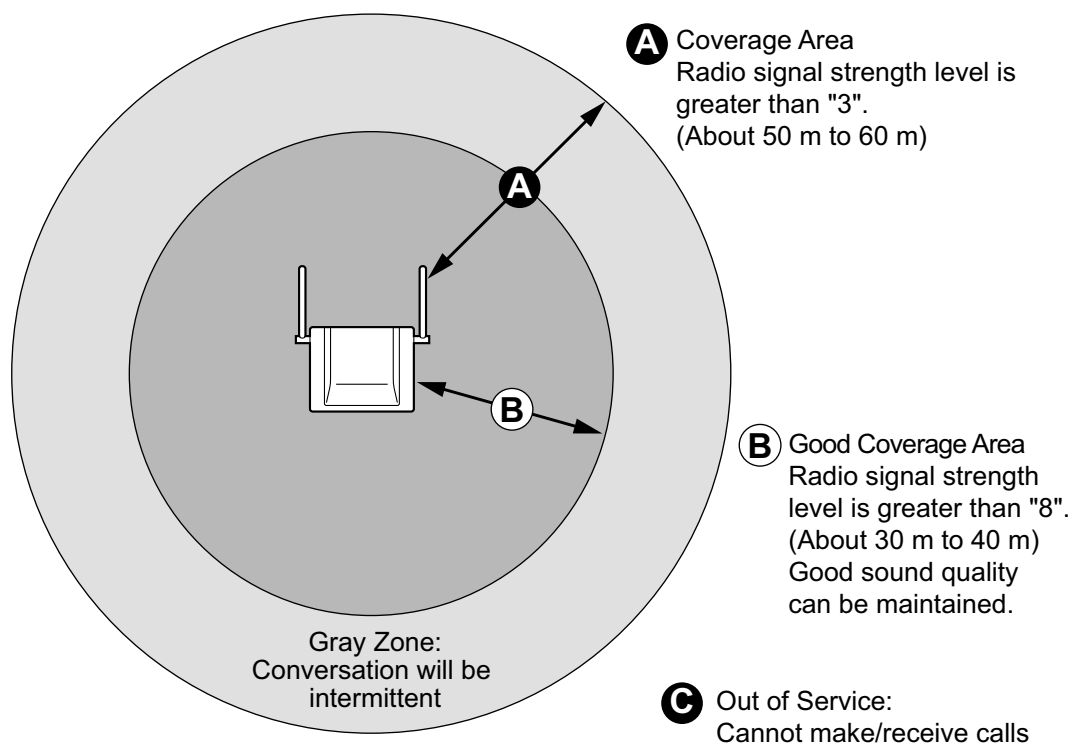 A Coverage Area
Radio signal strength level is
greater than "3".
(About 50 m to 60 m)
A
B
B Good Coverage Area
Radio signal strength
level is greater than "8".
(About 30 m to 40 m)
Good sound quality
can be maintained.
Gray Zone:
Conversation will be
intermittent
C Out of Service:
Cannot make/receive calls